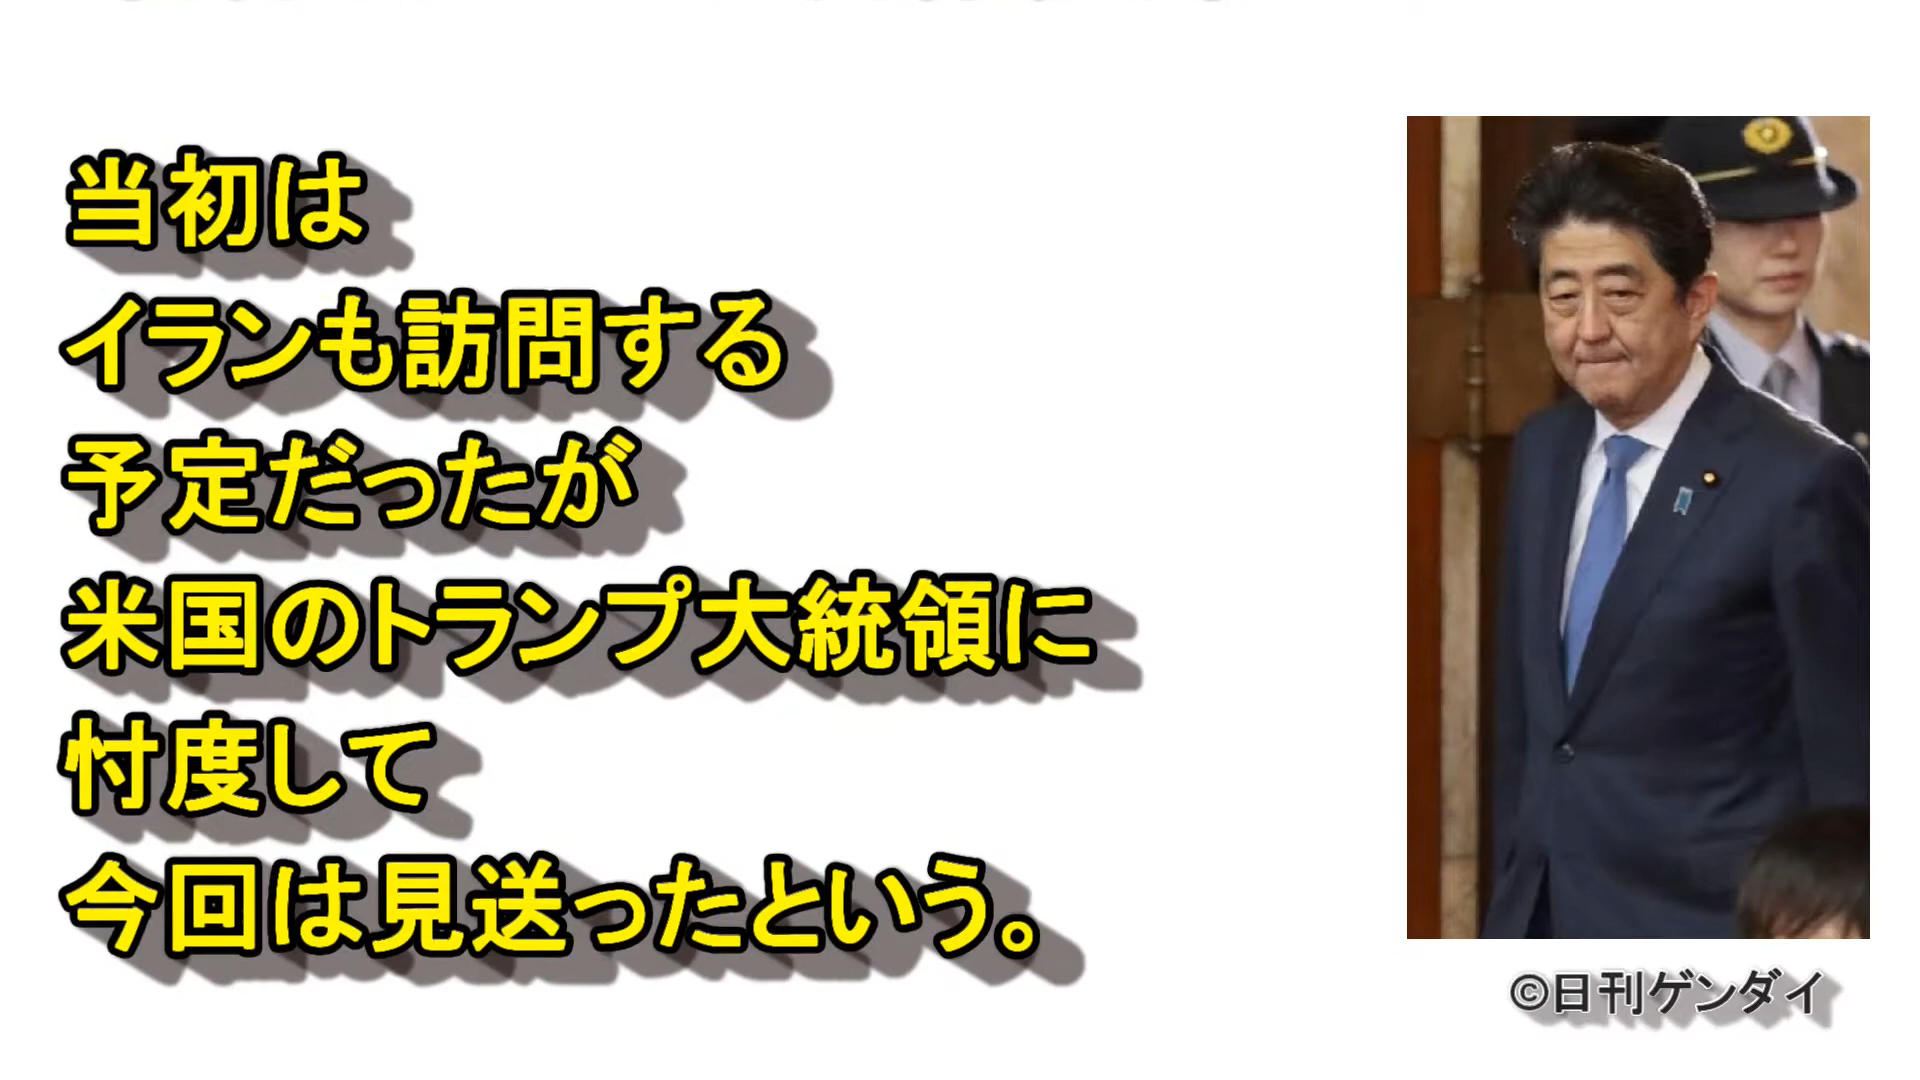 当初は
イランも訪問する
予定だったが
米国のトランプ大統領に
忖度して
今回は見送ったという。
©日刊ゲンダイ